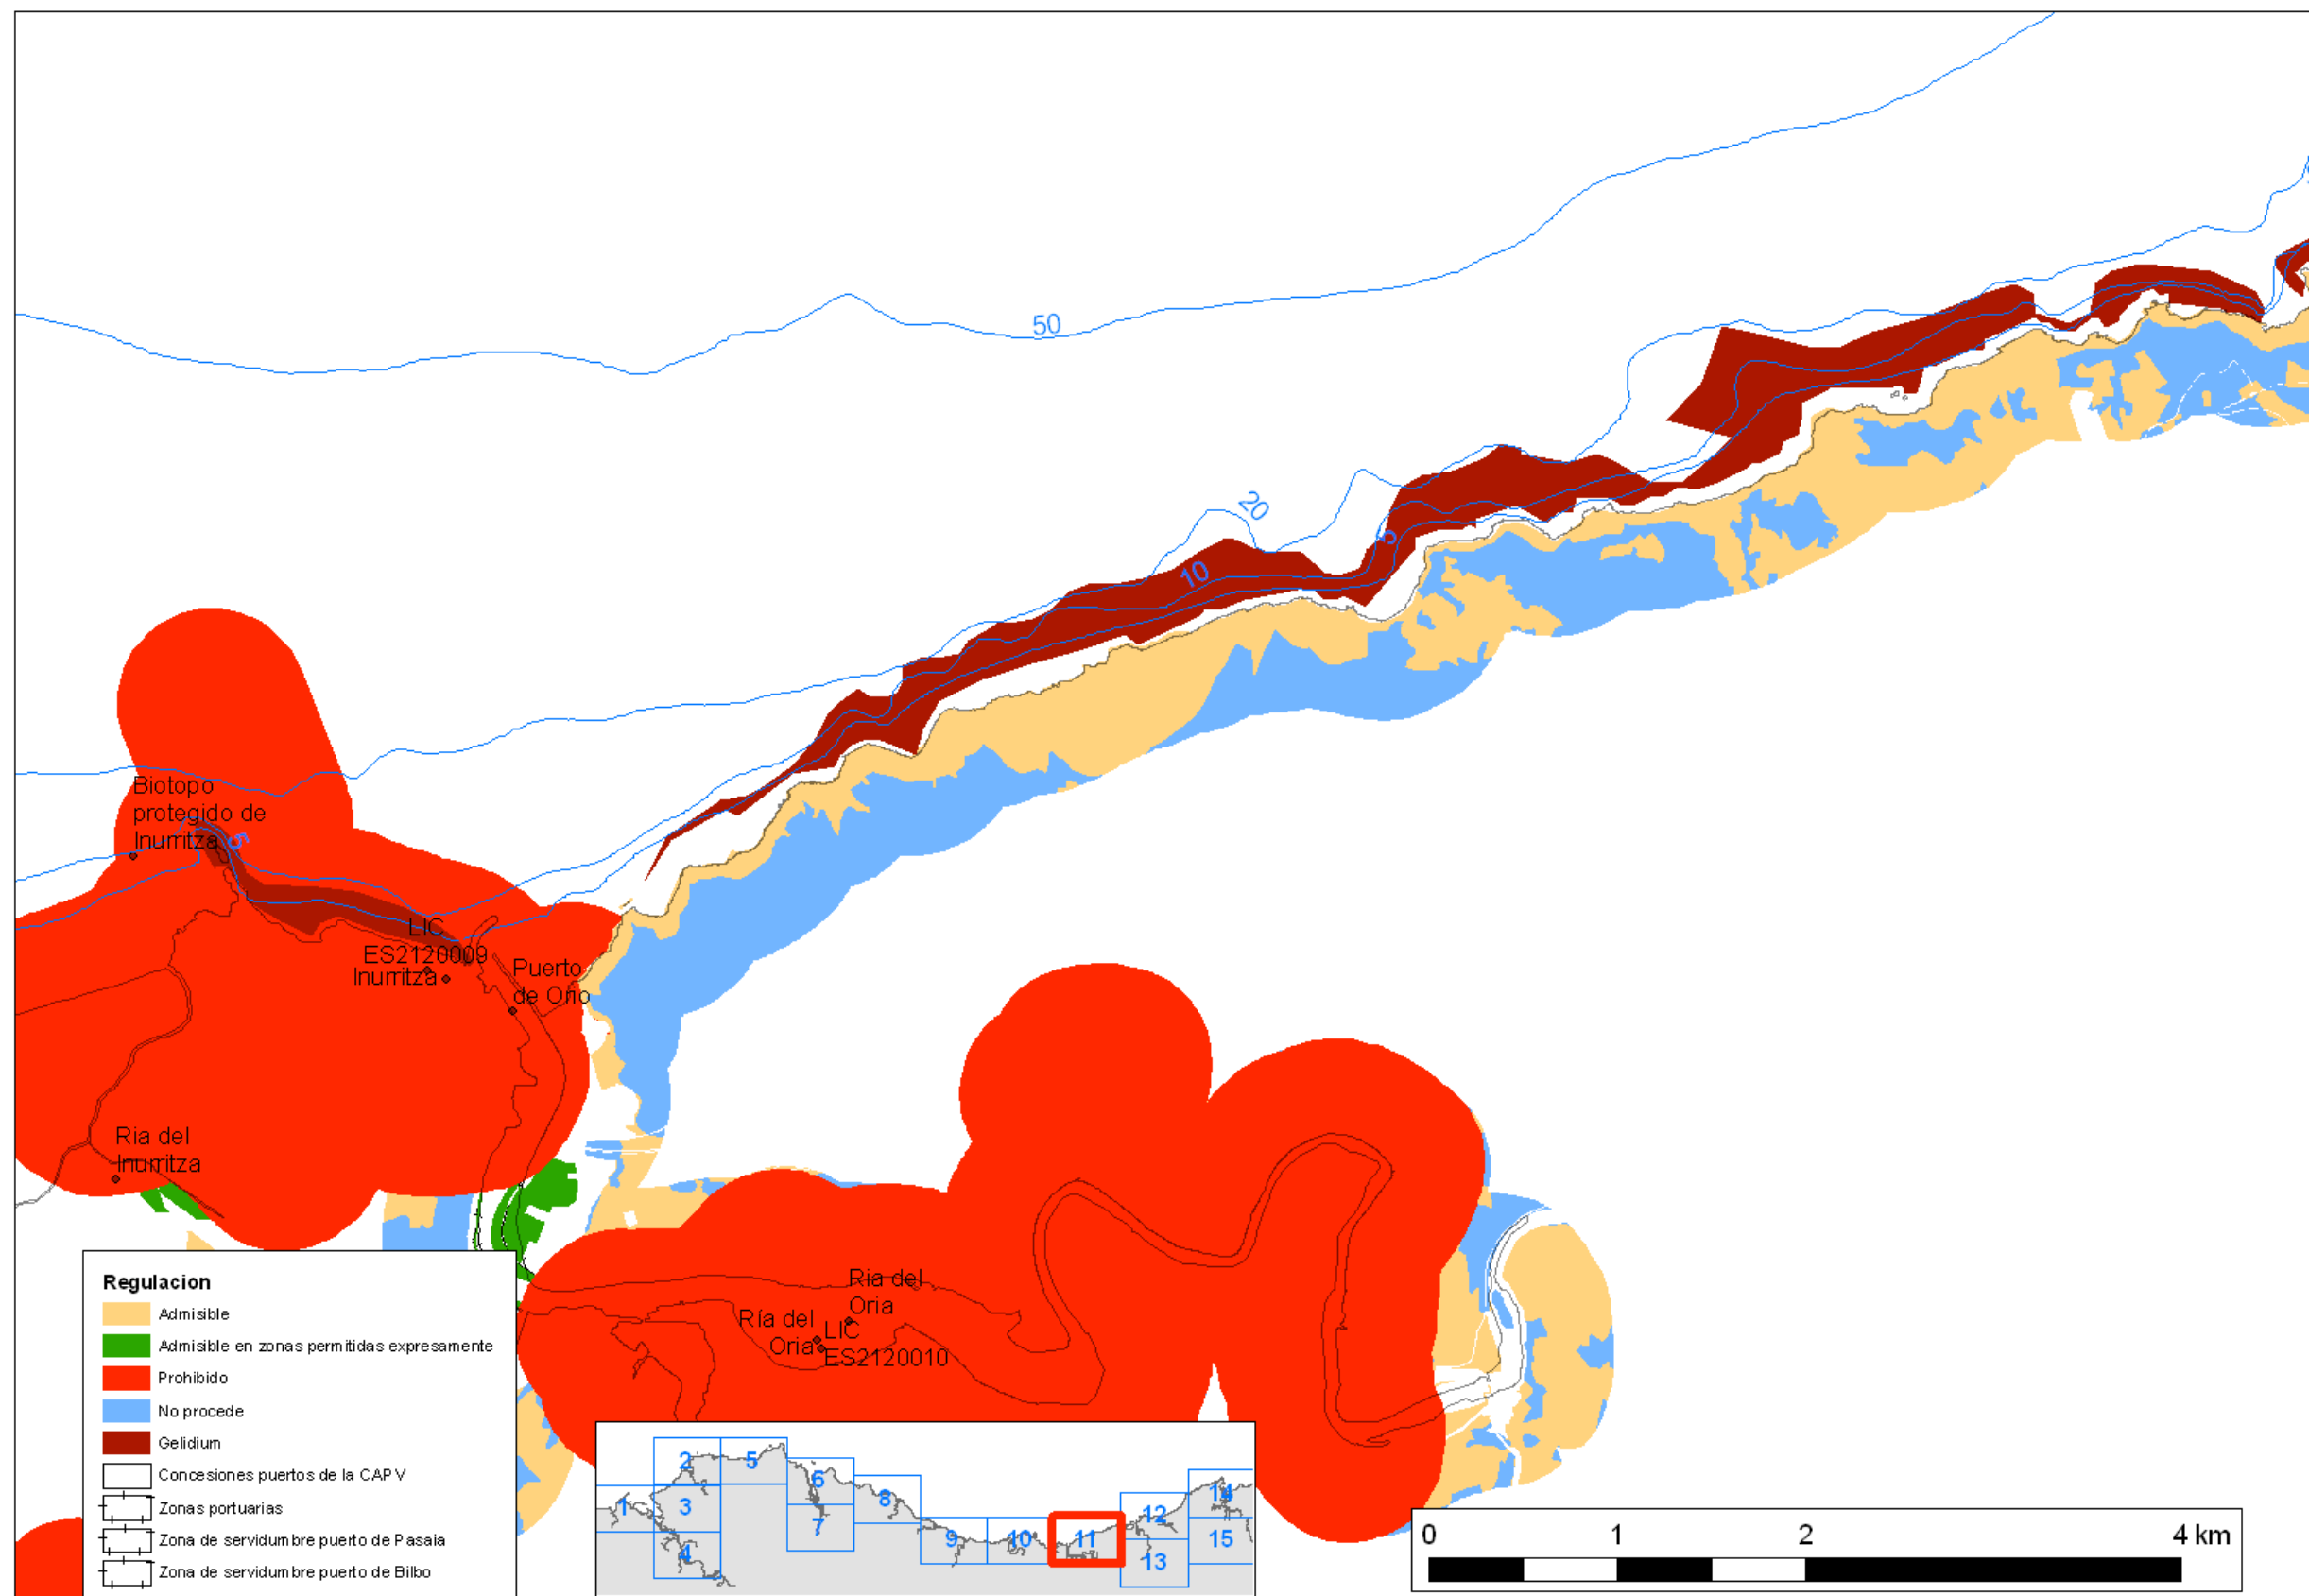 50
20
5
10
Biotopo
protegido de
Inurritza
5
LIC
ES2120009
Inurritza
Puerto
de Orio
Ria del
Inurritza
Ria del
Oria
Ría del
Oria
LIC
ES2120010
Regulacion
Admisible
Admisible en zonas permitidas expresamente
Prohibido
No procede
Gelidium
Concesiones puertos de la CAPV
Zonas portuarias
Zona de servidumbre puerto de Pasaia
Zona de servidumbre puerto de Bilbo
1
2
3
4
5
6
7
8
9
10
11
12
13
14
15
0 1 2 4 km